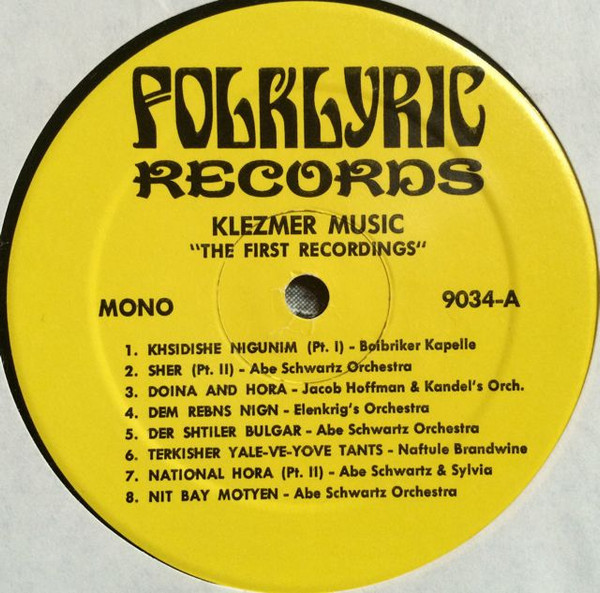 FOLKLYRIC
RECORDS
KLEZMER MUSIC
"THE FIRST RECORDINGS"
MONO
9034-A
1. KHSIDISHE NIGUNIM (Pt. I) - Boibriker Kapelle
2. SHER (Pt. II) - Abe Schwartz Orchestra
3. DOINA AND HORA - Jacob Hoffman & Kandel's Orch.
4. DEM REBNS NIGN - Elenkrig's Orchestra
5. DER SHTILER BULGAR - Abe Schwartz Orchestra
6. TERKISHER YALE-VE-YOVE TANTS - Naftule Brandwine
7. NATIONAL HORA (Pt. II) - Abe Schwartz & Sylvia
8. NIT BAY MOTYEN - Abe Schwartz Orchestra